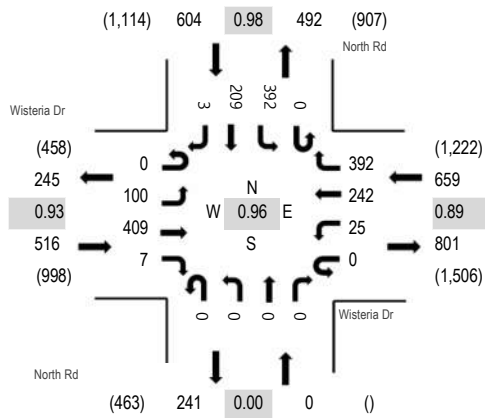 (1,114) 604 0.98 492 (907)
North Rd
3 209 392 0
Wisteria Dr
(458)
245
0.93
516
(998)
0
100
409
7
N
W 0.96 E
S
392
242
25
0
(1,222)
659
0.89
801
(1,506)
0 0 0 0
Wisteria Dr
North Rd
(463) 241 0.00 0 ()